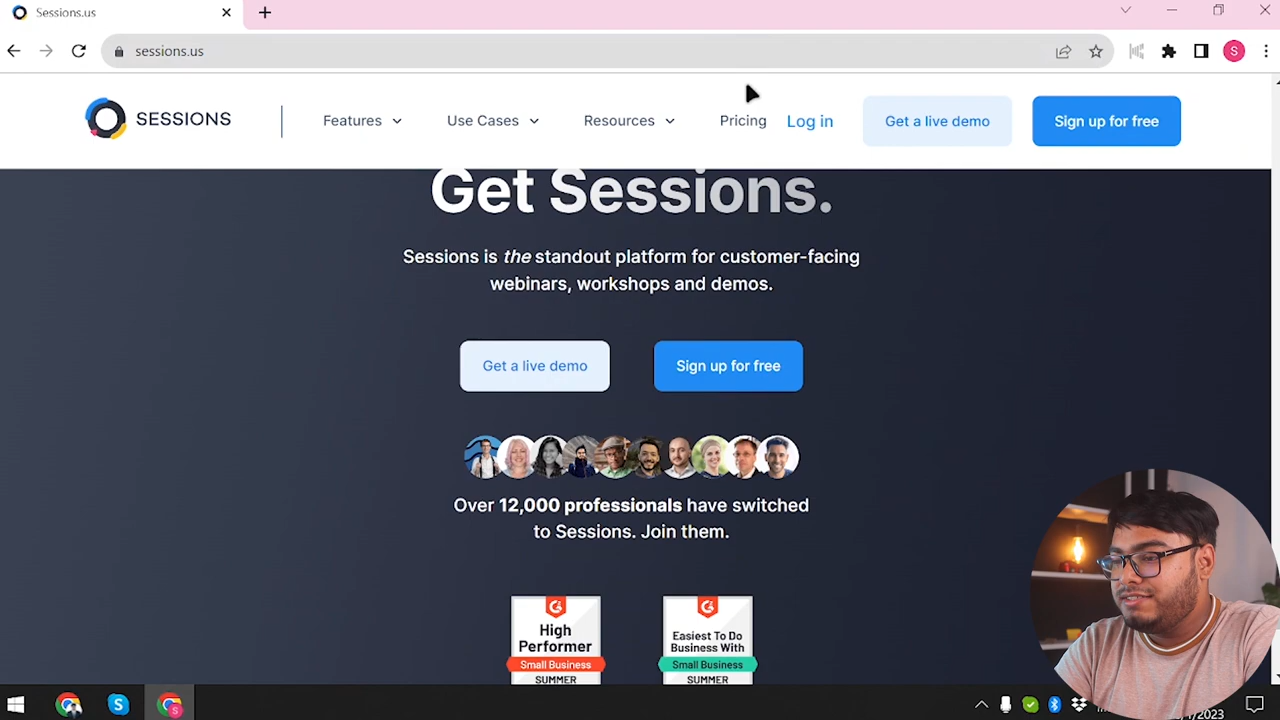 Sessions.us
sessions.us
S
SESSIONS
Features
Use Cases
Resources
Pricing
Log in
Get a live demo
Sign up for free
Get Sessions.
Sessions is the standout platform for customer-facing
webinars, workshops and demos.
Get a live demo
Sign up for free
Over 12,000 professionals have switched
to Sessions. Join them.
High
Performer
Small Business
SUMMER
Easiest To Do
Business With
Small Business
SUMMER